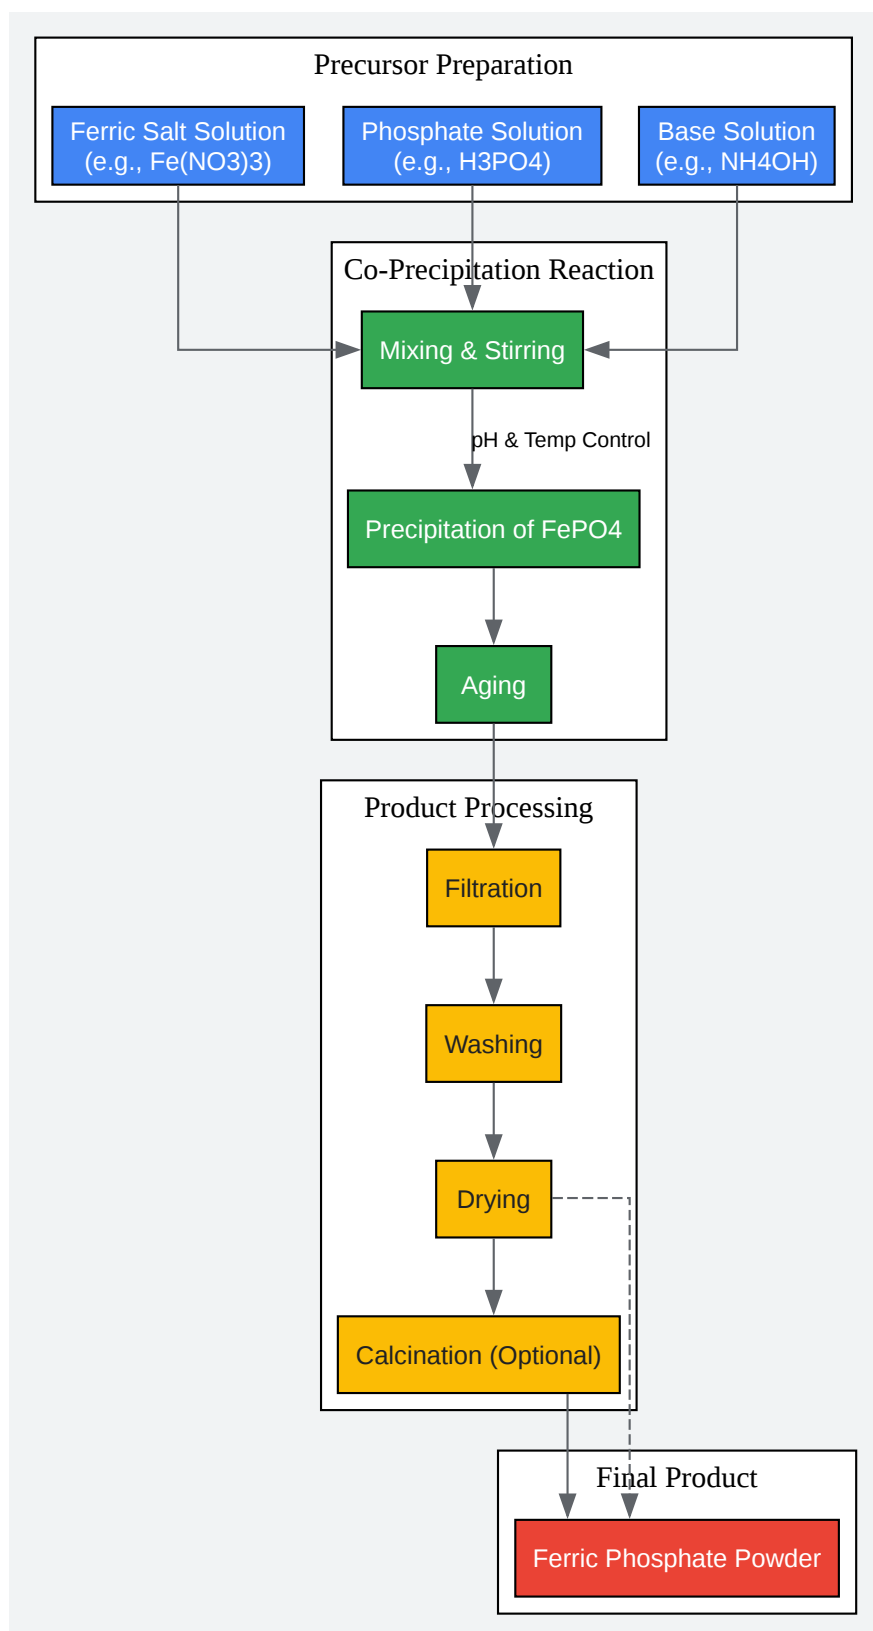 Precursor Preparation
Ferric Salt Solution
(e.g., Fe(NO3)3)
Phosphate Solution
(e.g., H3PO4)
Base Solution
(e.g., NH4OH)
Co-Precipitation Reaction
Mixing & Stirring
pH & Temp Control
Precipitation of FePO4
Aging
Product Processing
Filtration
Washing
Drying
Calcination (Optional)
Final Product
Ferric Phosphate Powder